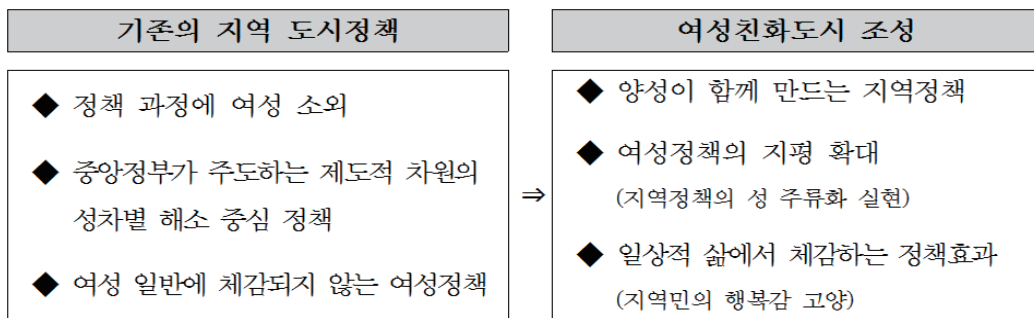 기존의 지역 도시정책
◆ 정책 과정에 여성 소외
◆ 중앙정부가 주도하는 제도적 차원의
성차별 해소 중심 정책
◆ 여성 일반에 체감되지 않는 여성정책
⇒
여성친화도시 조성
◆ 양성이 함께 만드는 지역정책
◆ 여성정책의 지평 확대
(지역정책의 성 주류화 실현)
◆ 일상적 삶에서 체감하는 정책효과
(지역민의 행복감 고양)